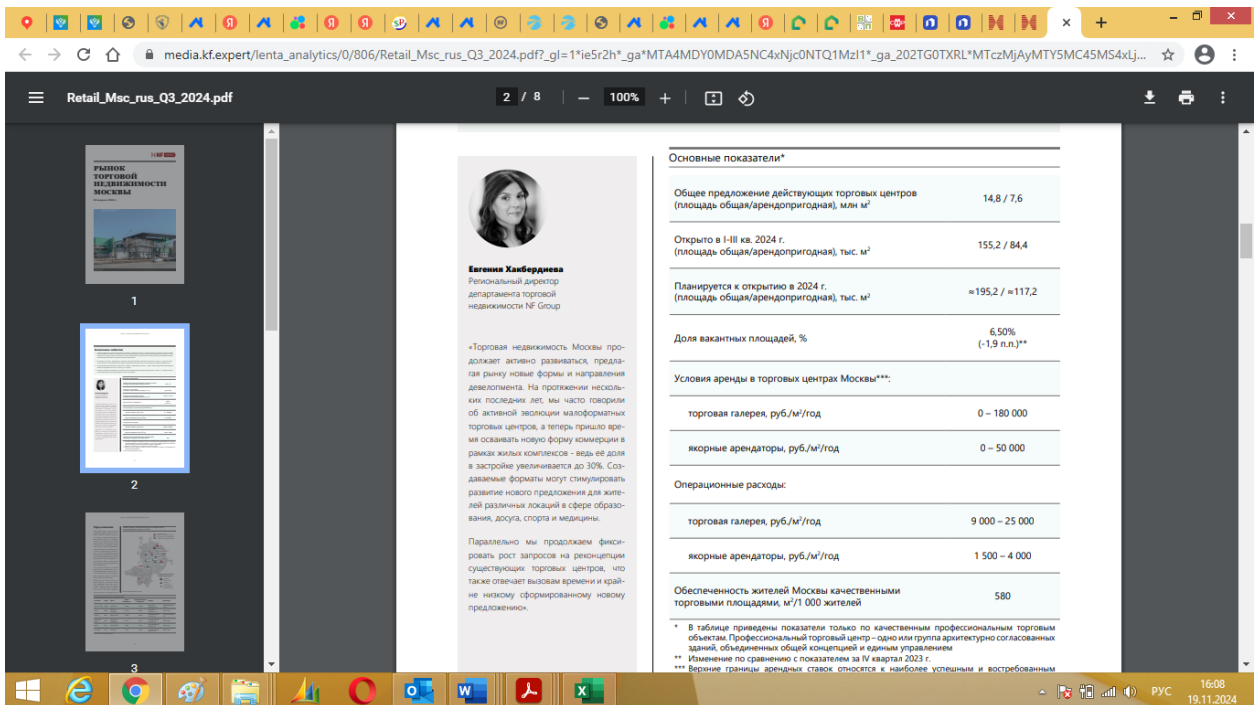 media.kf.expert/lenta_analytics/0/806/Retail_Msc_rus_Q3_2024.pdf?_gl=1*ie5r2h*_ga*MTA4MDY0MDA5NC4xNjc0NTQ1MzI1*_ga_202TG0TXRL*MTczMjAyMTY5MC45MS4xLj...
Retail_Msc_rus_Q3_2024.pdf
2 / 8
100%
РЫНОК
ТОРГОВОЙ
НЕДВИЖИМОСТИ
МОСКВЫ
1
2
3
Евгения Хакбердиева
Региональный директор
департамента торговой
недвижимости NF Group
«Торговая недвижимость Москвы про-
должает активно развиваться, предла-
гая рынку новые формы и направления
девелопмента. На протяжении несколь-
ких последних лет, мы часто говорили
об активной эволюции малоформатных
торговых центров, а теперь пришло вре-
мя осваивать новую форму коммерции в
рамках жилых комплексов - ведь её доля
в застройке увеличивается до 30%. Соз-
даваемые форматы могут стимулировать
развитие нового предложения для жите-
лей различных локаций в сфере образо-
вания, досуга, спорта и медицины.
Параллельно мы продолжаем фикси-
ровать рост запросов на реконцепции
существующих торговых центров, что
также отвечает вызовам времени и край-
не низкому сформированному новому
предложению».
Основные показатели*
Общее предложение действующих торговых центров
(площадь общая/арендопригодная), млн м²
14,8 / 7,6
Открыто в I-III кв. 2024 г.
(площадь общая/арендопригодная), тыс. м²
155,2 / 84,4
Планируется к открытию в 2024 г.
(площадь общая/арендопригодная), тыс. м²
≈195,2 / ≈117,2
Доля вакантных площадей, %
6,50%
(-1,9 п.п.)**
Условия аренды в торговых центрах Москвы***:
торговая галерея, руб./м²/год
0 – 180 000
якорные арендаторы, руб./м²/год
0 – 50 000
Операционные расходы:
торговая галерея, руб./м²/год
9 000 – 25 000
якорные арендаторы, руб./м²/год
1 500 – 4 000
Обеспеченность жителей Москвы качественными
торговыми площадями, м²/1 000 жителей
580
* В таблице приведены показатели только по качественным профессиональным торговым
объектам. Профессиональный торговый центр – одно или группа архитектурно согласованных
зданий, объединенных общей концепцией и единым управлением
** Изменение по сравнению с показателем за IV квартал 2023 г.
*** Верхние границы арендных ставок относятся к наиболее успешным и востребованным
РУС
16:08
19.11.2024